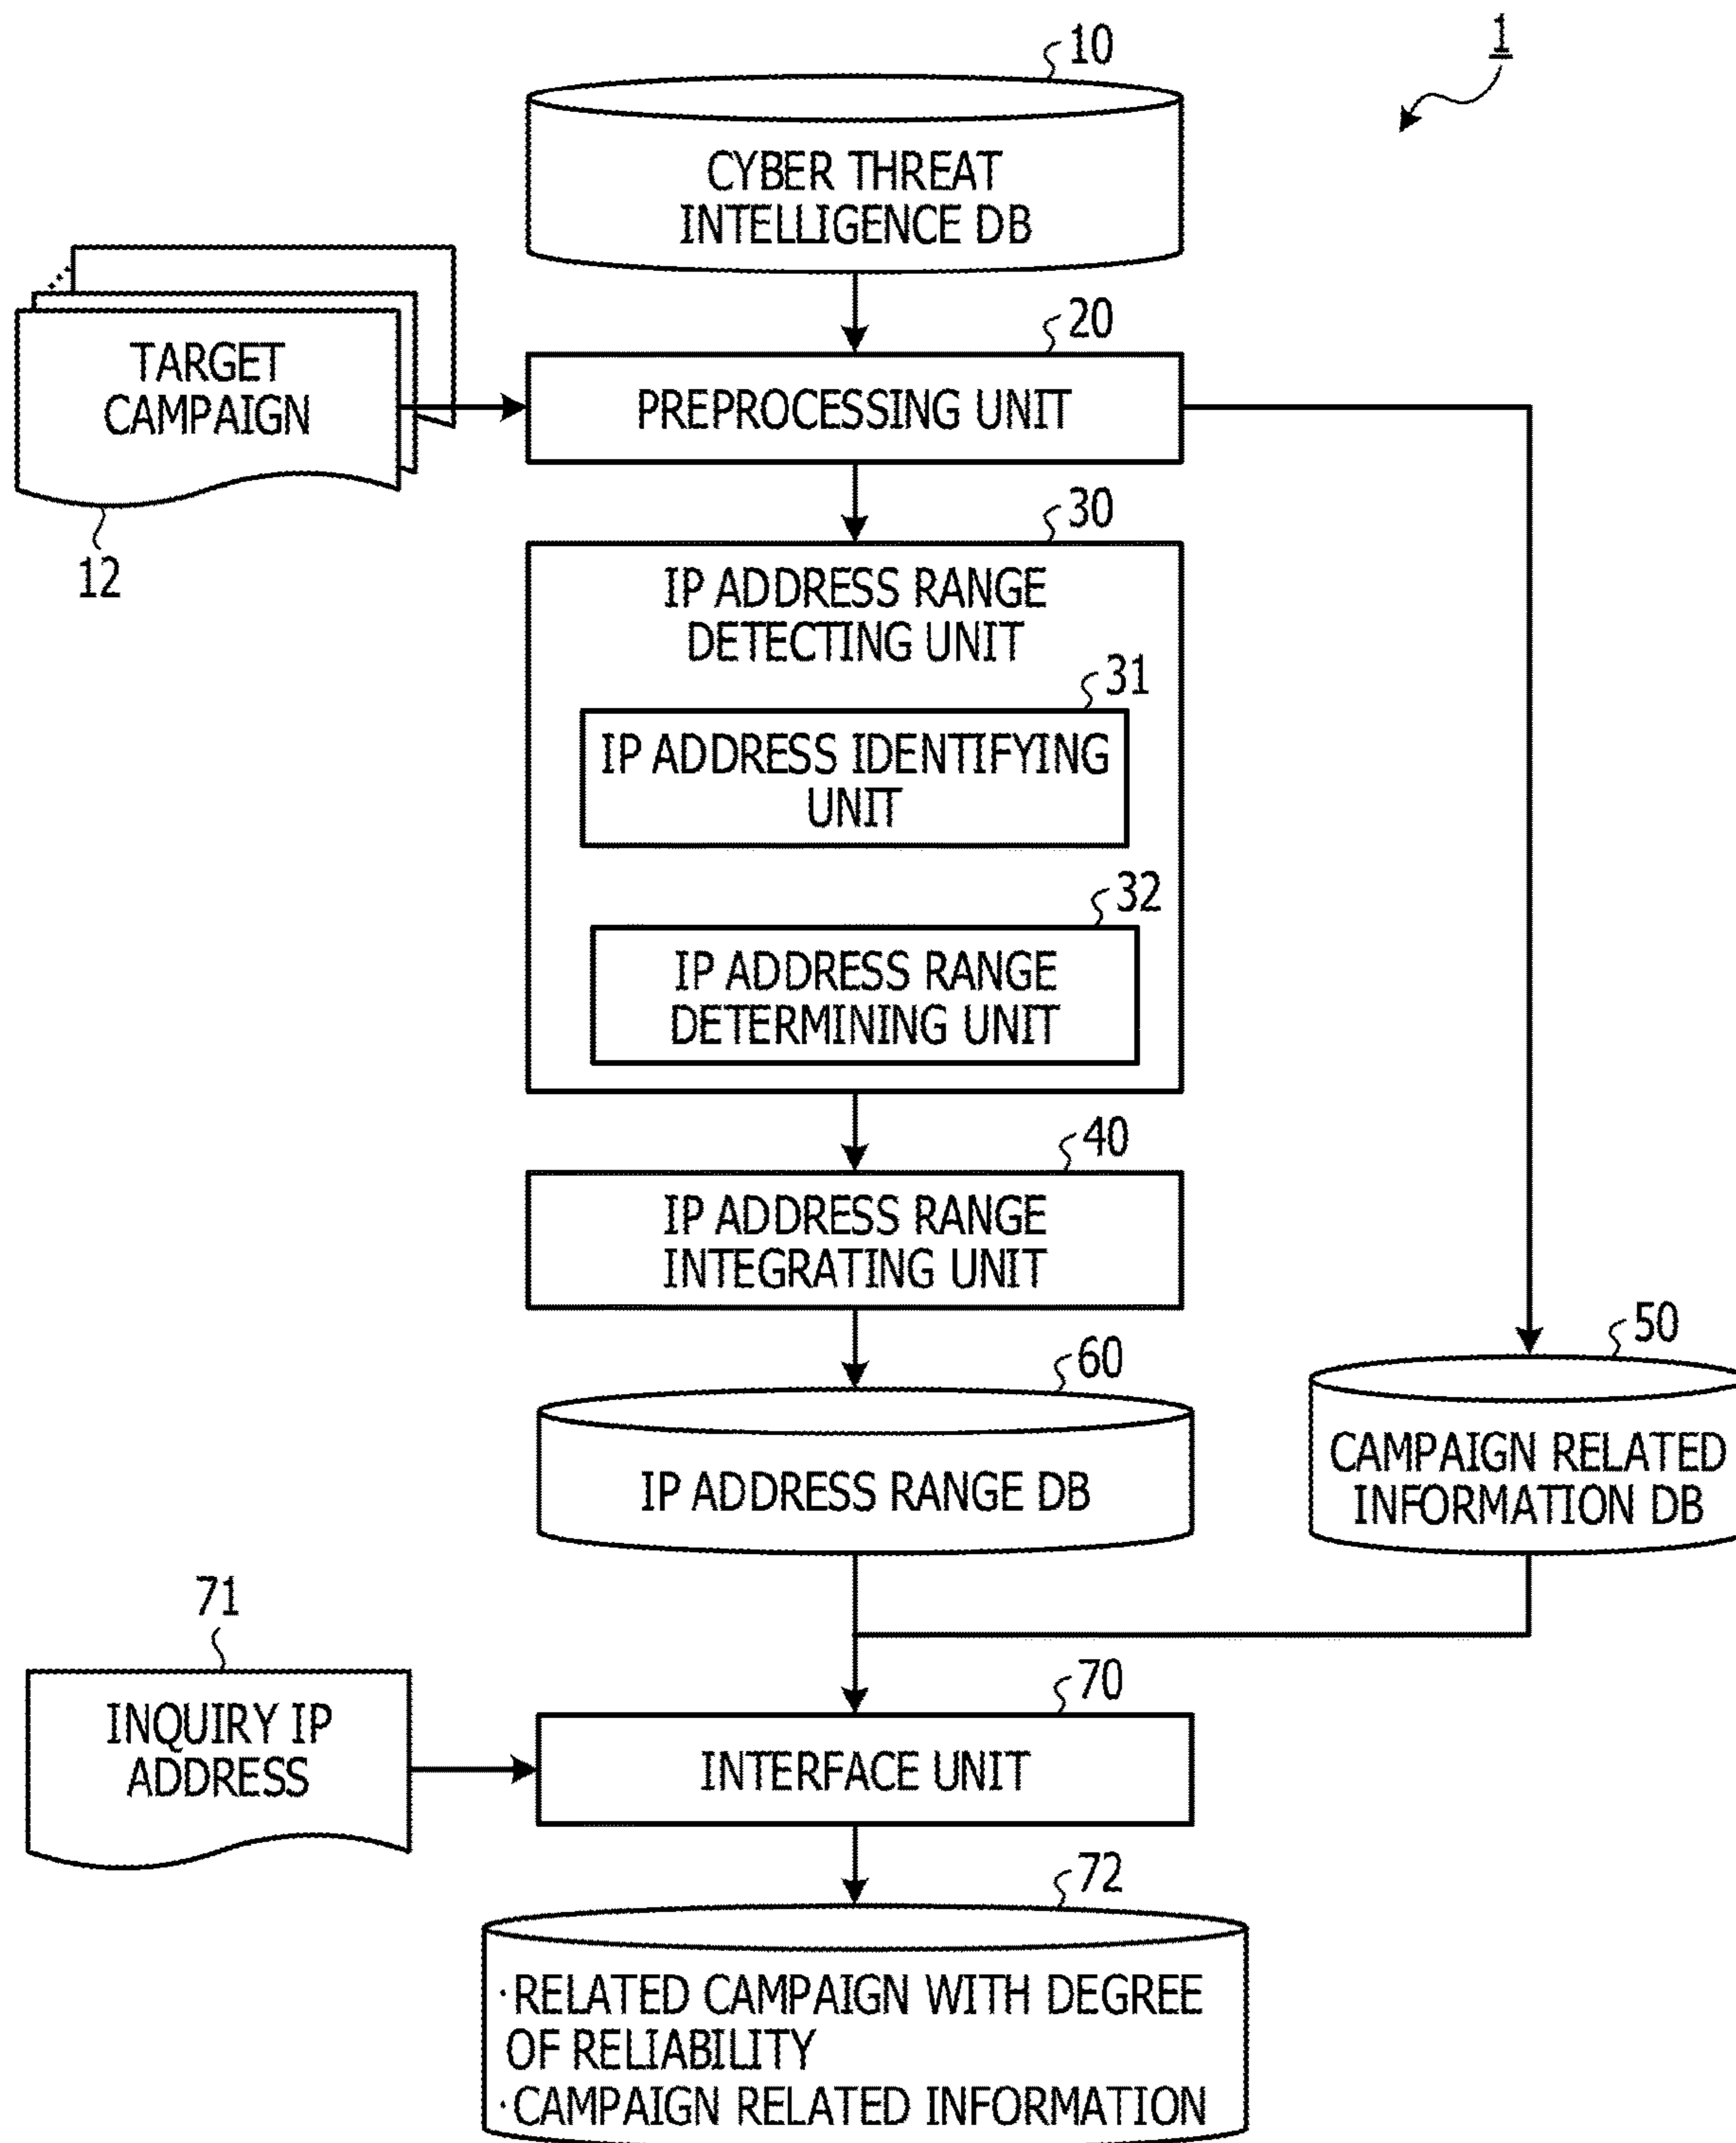 1
10
CYBER THREAT
INTELLIGENCE DB
TARGET
CAMPAIGN
12
20
PREPROCESSING UNIT
30
IP ADDRESS RANGE
DETECTING UNIT
31
IP ADDRESS IDENTIFYING
UNIT
32
IP ADDRESS RANGE
DETERMINING UNIT
40
IP ADDRESS RANGE
INTEGRATING UNIT
50
CAMPAIGN RELATED
INFORMATION DB
60
IP ADDRESS RANGE DB
71
INQUIRY IP
ADDRESS
70
INTERFACE UNIT
72
·RELATED CAMPAIGN WITH DEGREE
OF RELIABILITY
·CAMPAIGN RELATED INFORMATION